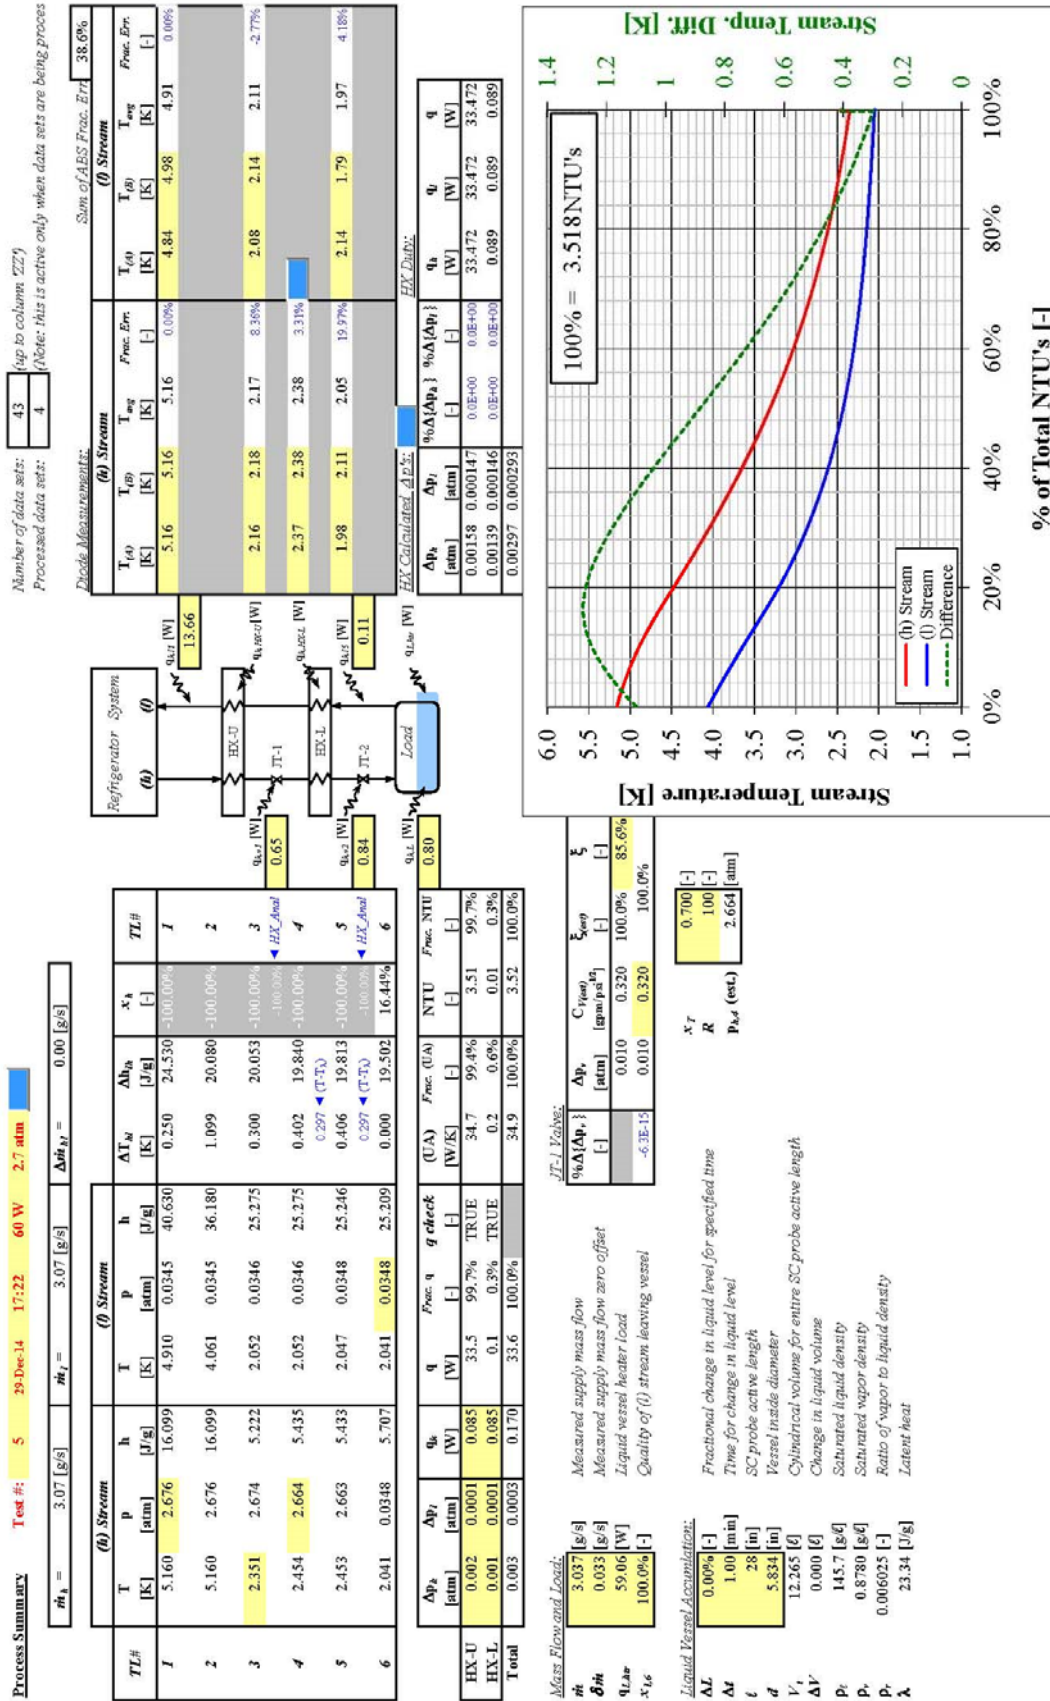 Process Summary Test #: 5 29-Dec-14 17:22 60 W 2.7 atm
ṁh = 3.07 [g/s] ṁl = 3.07 [g/s] Δṁhl = 0.00 [g/s]
(h) Stream (l) Stream
TL# T p h T p h ΔThl Δhlh xh TL#
[K] [atm] [J/g] [K] [atm] [J/g] [K] [J/g] [-]
1 5.160 2.676 16.099 4.910 0.0345 40.630 0.250 24.530 -100.00% 1
2 5.160 2.676 16.099 4.061 0.0345 36.180 1.099 20.080 -100.00% 2
3 2.351 2.674 5.222 2.052 0.0346 25.275 0.300 20.053 -100.00% 3
-100.00% ◄ HX_Anal
4 2.454 2.664 5.435 2.052 0.0346 25.275 0.402 19.840 -100.00% 4
0.297 ◄ (T-Tλ)
5 2.453 2.663 5.433 2.047 0.0348 25.246 0.406 19.813 -100.00% 5
0.297 ◄ (T-Tλ) -100.00% ◄ HX_Anal
6 2.041 0.0348 5.707 2.041 0.0348 25.209 0.000 19.502 16.44% 6
Δph Δpl qk q Frac. q q check (UA) Frac. (UA) NTU Frac. NTU
[atm] [atm] [W] [W] [-] [-] [W/K] [-] [-] [-]
HX-U 0.002 0.0001 0.085 33.5 99.7% TRUE 34.7 99.4% 3.51 99.7%
HX-L 0.001 0.0001 0.085 0.1 0.3% TRUE 0.2 0.6% 0.01 0.3%
Total 0.003 0.0003 0.170 33.6 100.0% 34.9 100.0% 3.52 100.0%
Mass Flow and Load:
ṁ 3.037 [g/s] Measured supply mass flow
δṁ 0.033 [g/s] Measured supply mass flow zero offset
qL,htr 59.06 [W] Liquid vessel heater load
xl,6 100.0% [-] Quality of (l) stream leaving vessel
Liquid Vessel Accumlation:
ΔL 0.00% [-] Fractional change in liquid level for specified time
Δt 1.00 [min] Time for change in liquid level
ℓ 28 [in] SC probe active length
d 5.834 [in] Vessel inside diameter
Vt 12.265 [ℓ] Cylindrical volume for entire SC probe active length
ΔV 0.000 [ℓ] Change in liquid volume
ρℓ 145.7 [g/ℓ] Saturated liquid density
ρv 0.8780 [g/ℓ] Saturated vapor density
ρr 0.006025 [-] Ratio of vapor to liquid density
λ 23.34 [J/g] Latent heat
JT-1 Valve:
%Δ{Δpv} Δpv CV(est) ξx(est) ξ
[-] [atm] [gpm/psi^1/2] [-] [-]
0.010 0.320 100.0% 85.6%
-6.3E-15 0.010 0.320 100.0%
xT 0.700 [-]
R 100 [-]
ph,4 (est.) 2.664 [atm]
Refrigerator System
(h) (l)
qk,l1 [W]
13.66
HX-U
qk,HX-U [W]
qk,v1 [W]
0.65
JT-1
HX-L
qk,HX-L [W]
qk,v2 [W]
0.84
JT-2
qk,l5 [W]
0.11
Load
qk,L [W]
0.80
qL,htr [W]
Number of data sets: 43 (up to column 'ZZ')
Processed data sets: 4 (Note: this is active only when data sets are being proces
Diode Measurements: Sum of ABS Frac. Err. 38.6%
(h) Stream (l) Stream
T(A) T(B) Tavg Frac. Err. T(A) T(B) Tavg Frac. Err.
[K] [K] [K] [-] [K] [K] [K] [-]
5.16 5.16 5.16 0.00% 4.84 4.98 4.91 0.00%
2.16 2.18 2.17 8.36% 2.08 2.14 2.11 -2.77%
2.37 2.38 2.38 3.31%
1.98 2.11 2.05 19.97% 2.14 1.79 1.97 4.18%
HX Calculated Δp's: HX Duty:
Δph Δpl %Δ{Δph} %Δ{Δpl} qh ql q
[atm] [atm] [-] [-] [W] [W] [W]
0.00158 0.000147 0.0E+00 0.0E+00 33.472 33.472 33.472
0.00139 0.000146 0.0E+00 0.0E+00 0.089 0.089 0.089
0.00297 0.000293
100% = 3.518NTU's
Stream Temperature [K]
6.0
5.5
5.0
4.5
4.0
3.5
3.0
2.5
2.0
1.5
1.0
Stream Temp. Diff. [K]
1.4
1.2
1
0.8
0.6
0.4
0.2
0
(h) Stream
(l) Stream
Difference
0% 20% 40% 60% 80% 100%
% of Total NTU's [-]